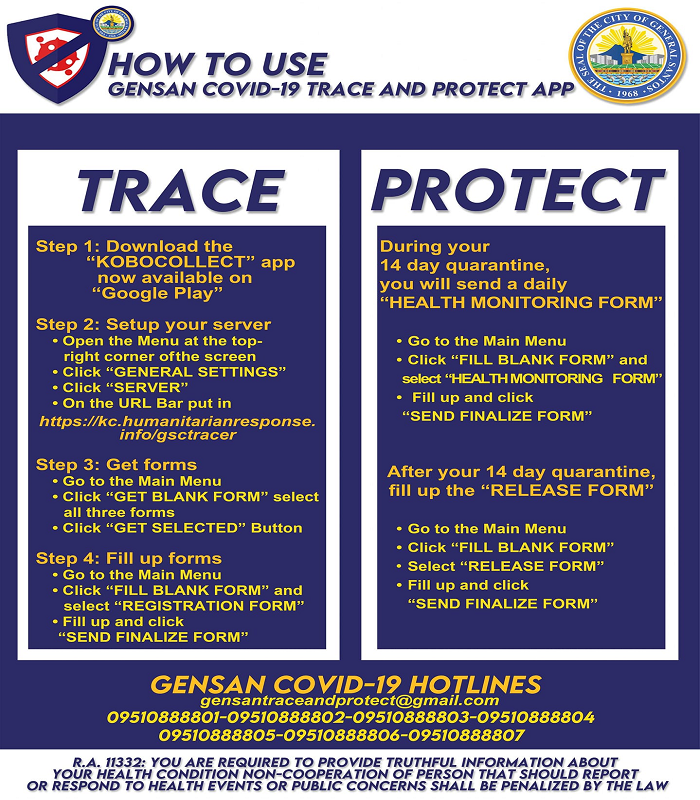 HOW TO USE
GENSAN COVID-19 TRACE AND PROTECT APP
THE SEAL OF THE CITY OF GENERAL SANTOS
1968
TRACE
Step 1: Download the
"KOBOCOLLECT" app
now available on
"Google Play"
Step 2: Setup your server
• Open the Menu at the top-
right corner ofthe screen
• Click "GENERAL SETTINGS"
• Click "SERVER"
• On the URL Bar put in
https://kc.humanitarianresponse.
info/gsctracer
Step 3: Get forms
• Go to the Main Menu
• Click "GET BLANK FORM" select
all three forms
• Click "GET SELECTED" Button
Step 4: Fill up forms
• Go to the Main Menu
• Click "FILL BLANK FORM" and
select "REGISTRATION FORM"
• Fill up and click
"SEND FINALIZE FORM"
PROTECT
During your
14 day quarantine,
you will send a daily
"HEALTH MONITORING FORM"
• Go to the Main Menu
• Click "FILL BLANK FORM" and
select "HEALTH MONITORING FORM"
• Fill up and click
"SEND FINALIZE FORM"
After your 14 day quarantine,
fill up the "RELEASE FORM"
• Go to the Main Menu
• Click "FILL BLANK FORM"
• Select "RELEASE FORM"
• Fill up and click
"SEND FINALIZE FORM"
GENSAN COVID-19 HOTLINES
gensantraceandprotect@gmail.com
09510888801-09510888802-09510888803-09510888804
09510888805-09510888806-09510888807
R.A. 11332: YOU ARE REQUIRED TO PROVIDE TRUTHFUL INFORMATION ABOUT
YOUR HEALTH CONDITION NON-COOPERATION OF PERSON THAT SHOULD REPORT
OR RESPOND TO HEALTH EVENTS OR PUBLIC CONCERNS SHALL BE PENALIZED BY THE LAW